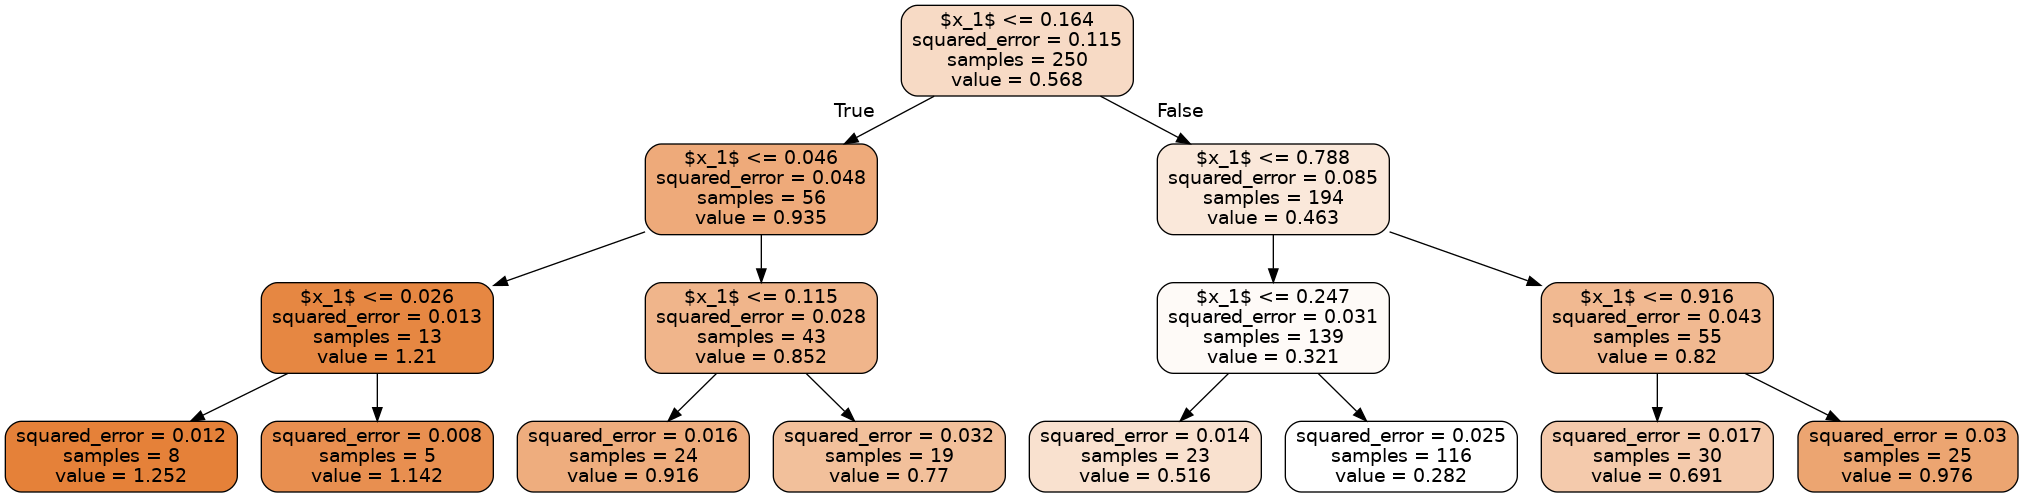 $x_1$ <= 0.164
squared_error = 0.115
samples = 250
value = 0.568
True
False
$x_1$ <= 0.046
squared_error = 0.048
samples = 56
value = 0.935
$x_1$ <= 0.788
squared_error = 0.085
samples = 194
value = 0.463
$x_1$ <= 0.026
squared_error = 0.013
samples = 13
value = 1.21
$x_1$ <= 0.115
squared_error = 0.028
samples = 43
value = 0.852
$x_1$ <= 0.247
squared_error = 0.031
samples = 139
value = 0.321
$x_1$ <= 0.916
squared_error = 0.043
samples = 55
value = 0.82
squared_error = 0.012
samples = 8
value = 1.252
squared_error = 0.008
samples = 5
value = 1.142
squared_error = 0.016
samples = 24
value = 0.916
squared_error = 0.032
samples = 19
value = 0.77
squared_error = 0.014
samples = 23
value = 0.516
squared_error = 0.025
samples = 116
value = 0.282
squared_error = 0.017
samples = 30
value = 0.691
squared_error = 0.03
samples = 25
value = 0.976